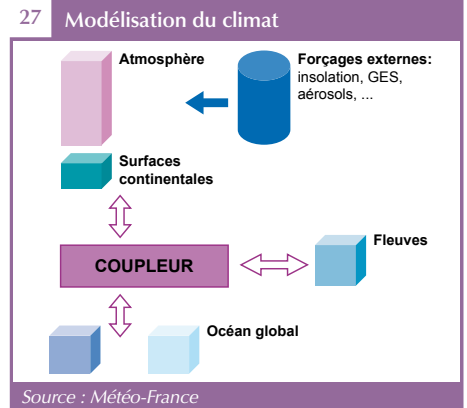 27 Modélisation du climat
Atmosphère
Forçages externes:
insolation, GES,
aérosols, ...
Surfaces
continentales
COUPLEUR
Fleuves
Océan global
Source : Météo-France